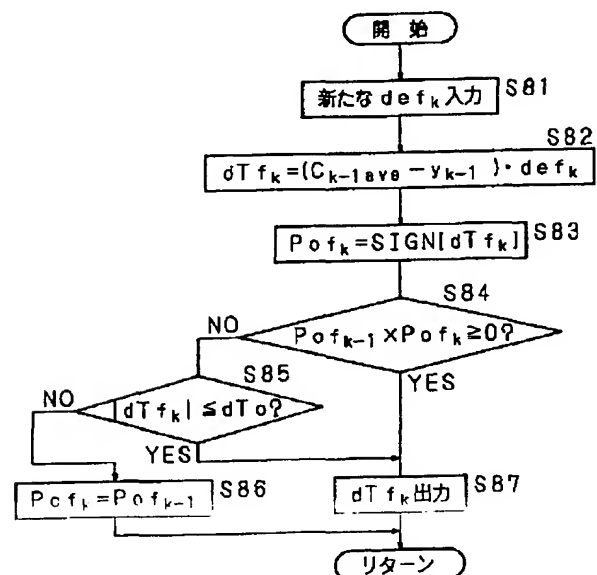 開始
新たなdefₖ入力 S81
S82
dTfₖ=(Cₖ₋₁ave−yₖ₋₁)・defₖ
Pofₖ=SIGN[dTfₖ] S83
S84
NO
Pofₖ₋₁×Pofₖ≧0?
S85
YES
NO
|dTfₖ|≦dTo?
YES
Pofₖ=Pofₖ₋₁ S86
dTfₖ出力 S87
リターン